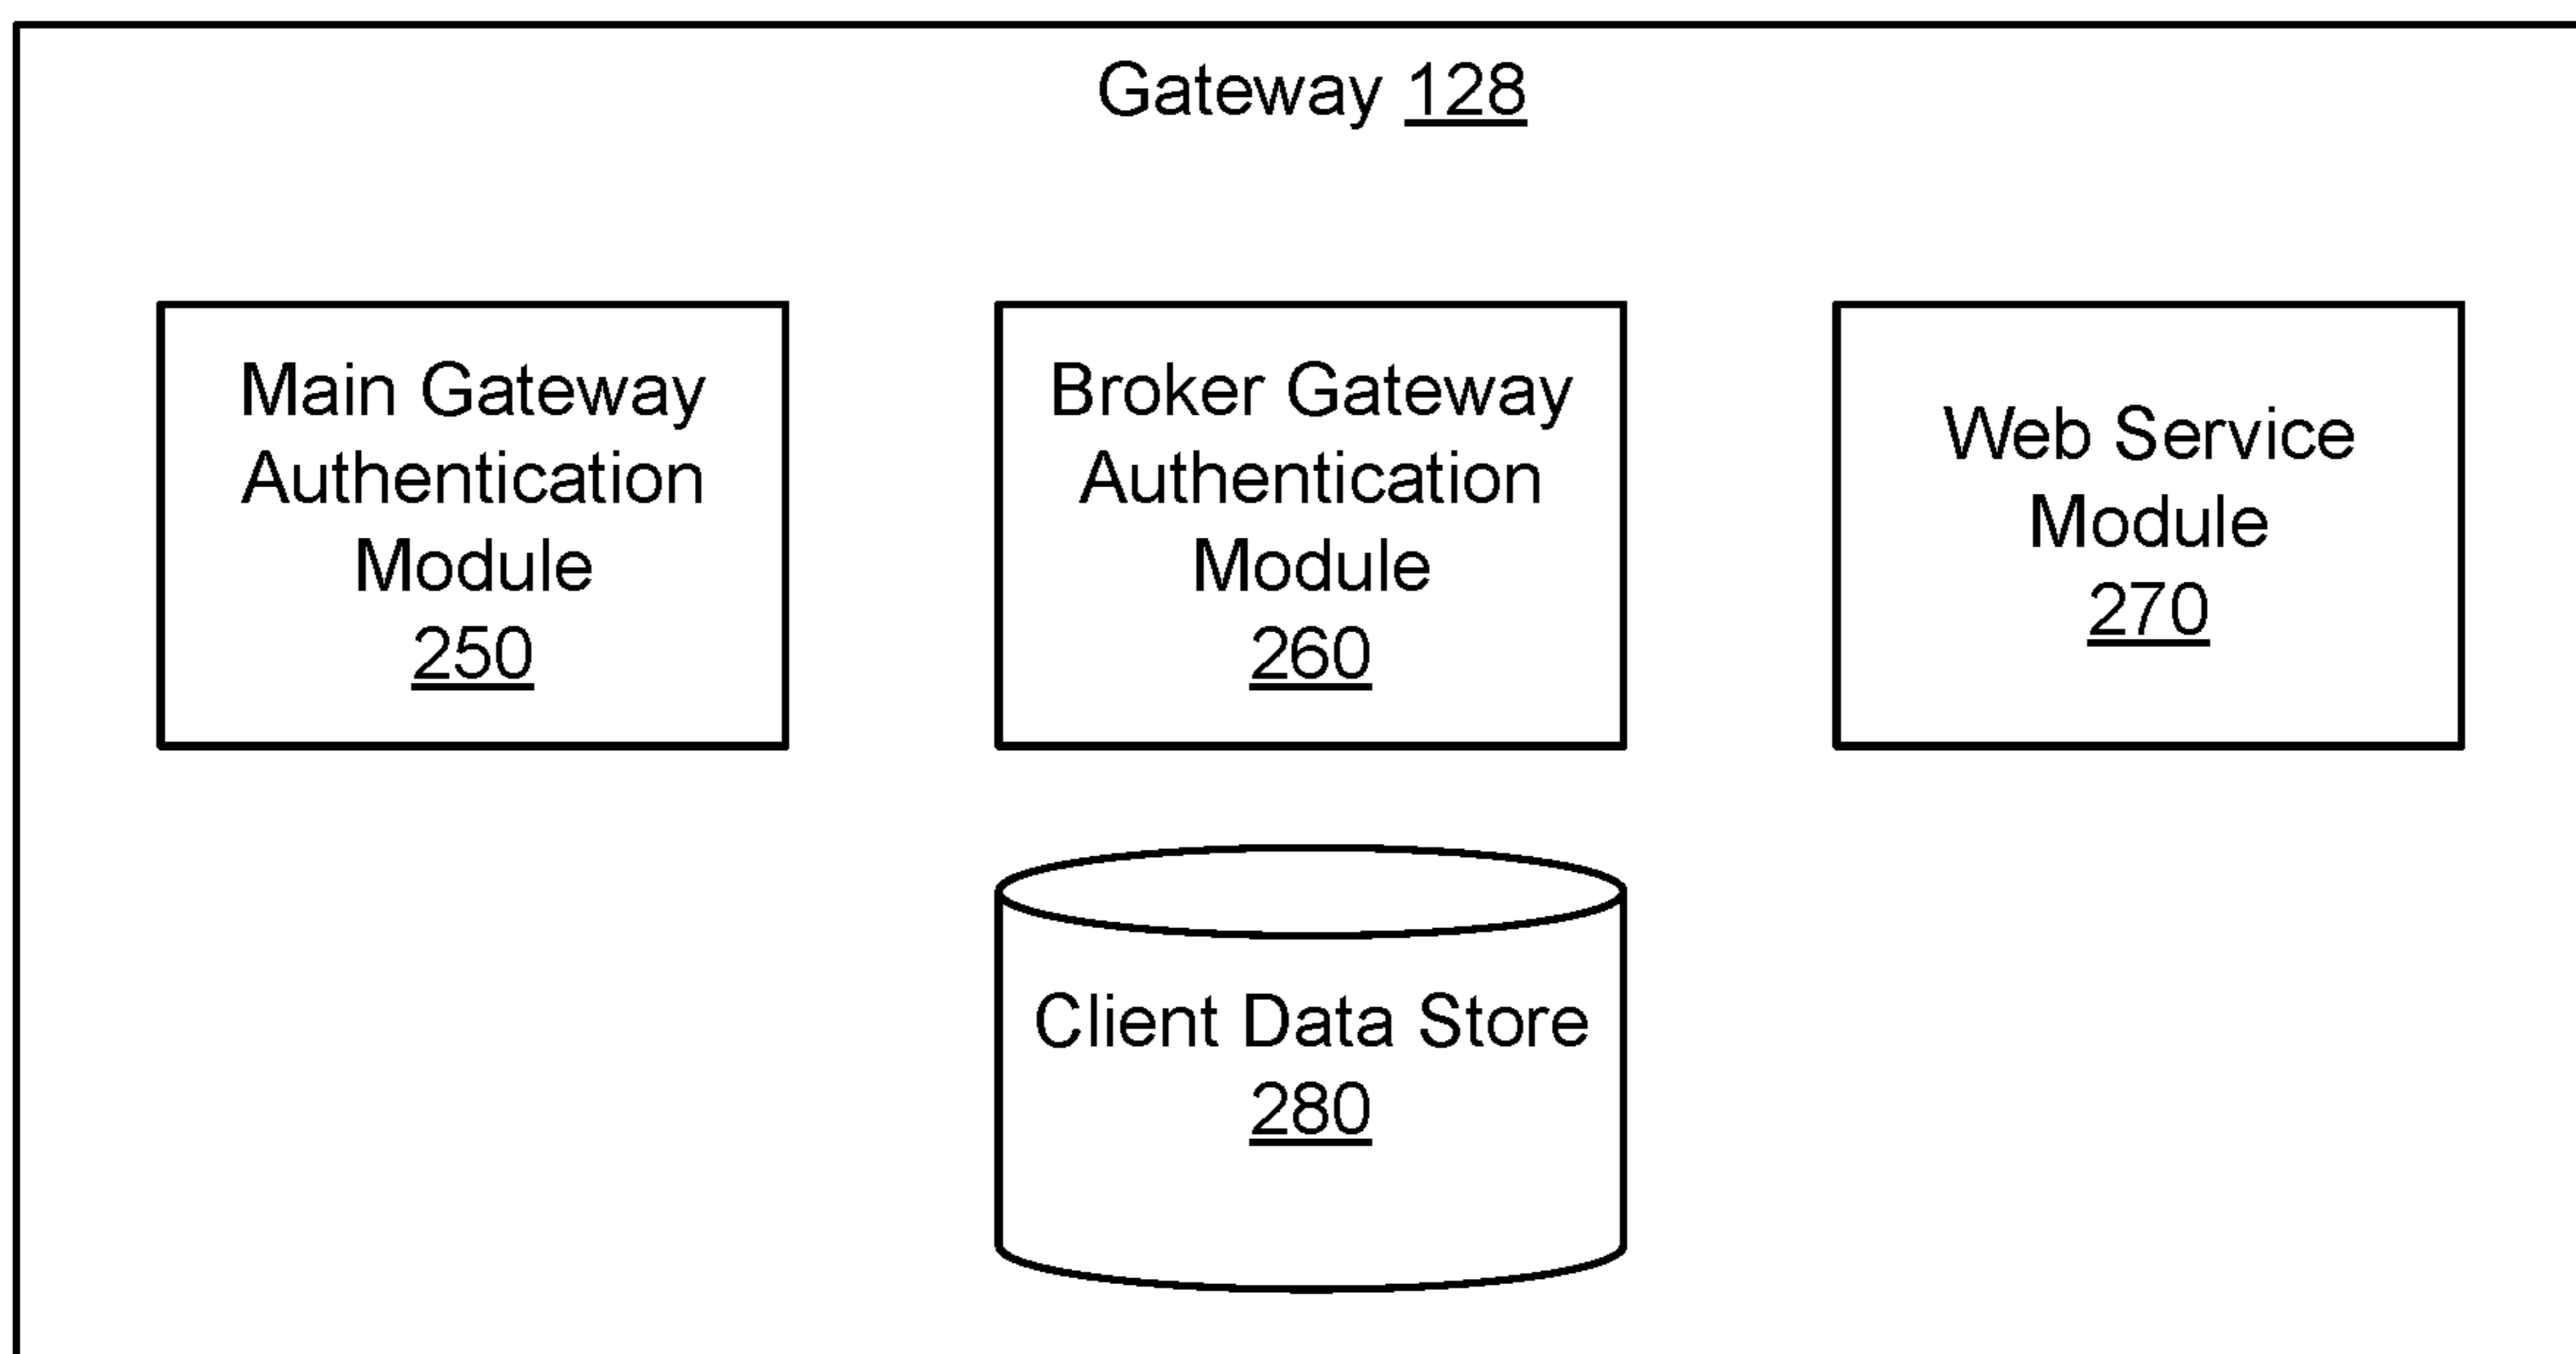 Gateway 128
Main Gateway
Authentication
Module
250
Broker Gateway
Authentication
Module
260
Web Service
Module
270
Client Data Store
280